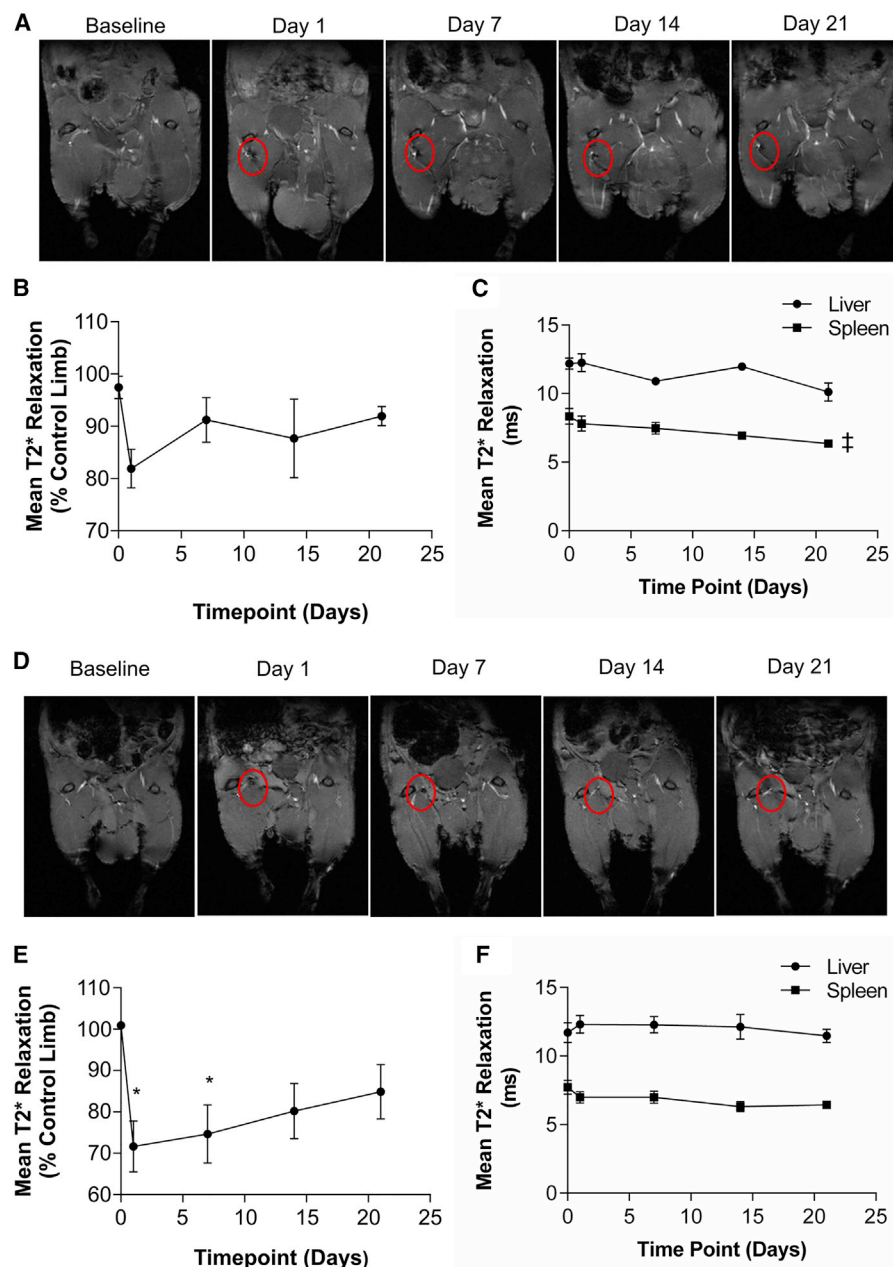 A
Baseline
Day 1
Day 7
Day 14
Day 21
B
Mean T2* Relaxation
(% Control Limb)
110
100
90
80
70
0 5 10 15 20 25
Timepoint (Days)
C
Liver
Spleen
Mean T2* Relaxation
(ms)
15
10
5
0
‡
0 5 10 15 20 25
Time Point (Days)
D
Baseline
Day 1
Day 7
Day 14
Day 21
E
Mean T2* Relaxation
(% Control Limb)
110
100
90
80
70
60
* *
0 5 10 15 20 25
Timepoint (Days)
F
Liver
Spleen
Mean T2* Relaxation
(ms)
15
10
5
0
0 5 10 15 20 25
Time Point (Days)